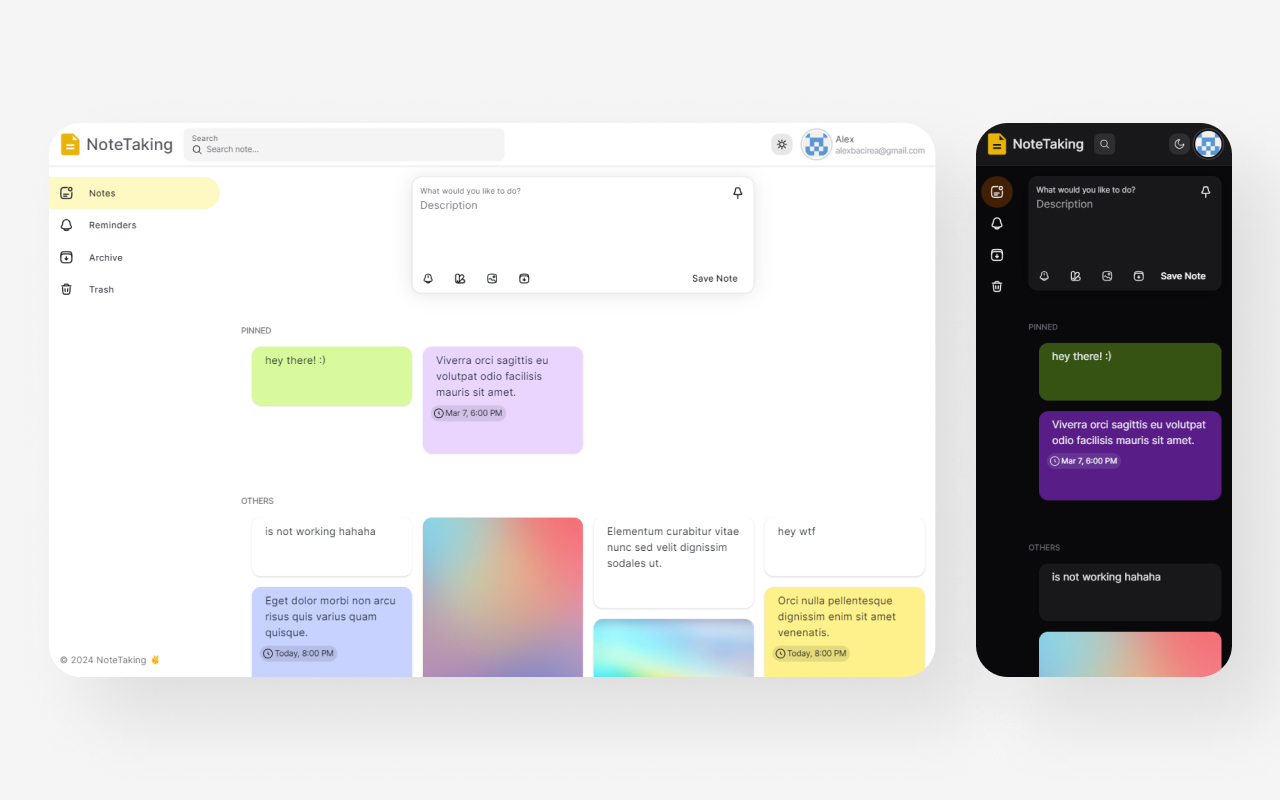 NoteTaking
Search
Search note...
Alex
alexbacirea@gmail.com
Notes
Reminders
Archive
Trash
What would you like to do?
Description
Save Note
PINNED
hey there! :)
Viverra orci sagittis eu
volutpat odio facilisis
mauris sit amet.
Mar 7, 6:00 PM
OTHERS
is not working hahaha
Eget dolor morbi non arcu
risus quis varius quam
quisque.
Today, 8:00 PM
Elementum curabitur vitae
nunc sed velit dignissim
sodales ut.
hey wtf
Orci nulla pellentesque
dignissim enim sit amet
venenatis.
Today, 8:00 PM
© 2024 NoteTaking ✌️
NoteTaking
What would you like to do?
Description
Save Note
PINNED
hey there! :)
Viverra orci sagittis eu volutpat
odio facilisis mauris sit amet.
Mar 7, 6:00 PM
OTHERS
is not working hahaha